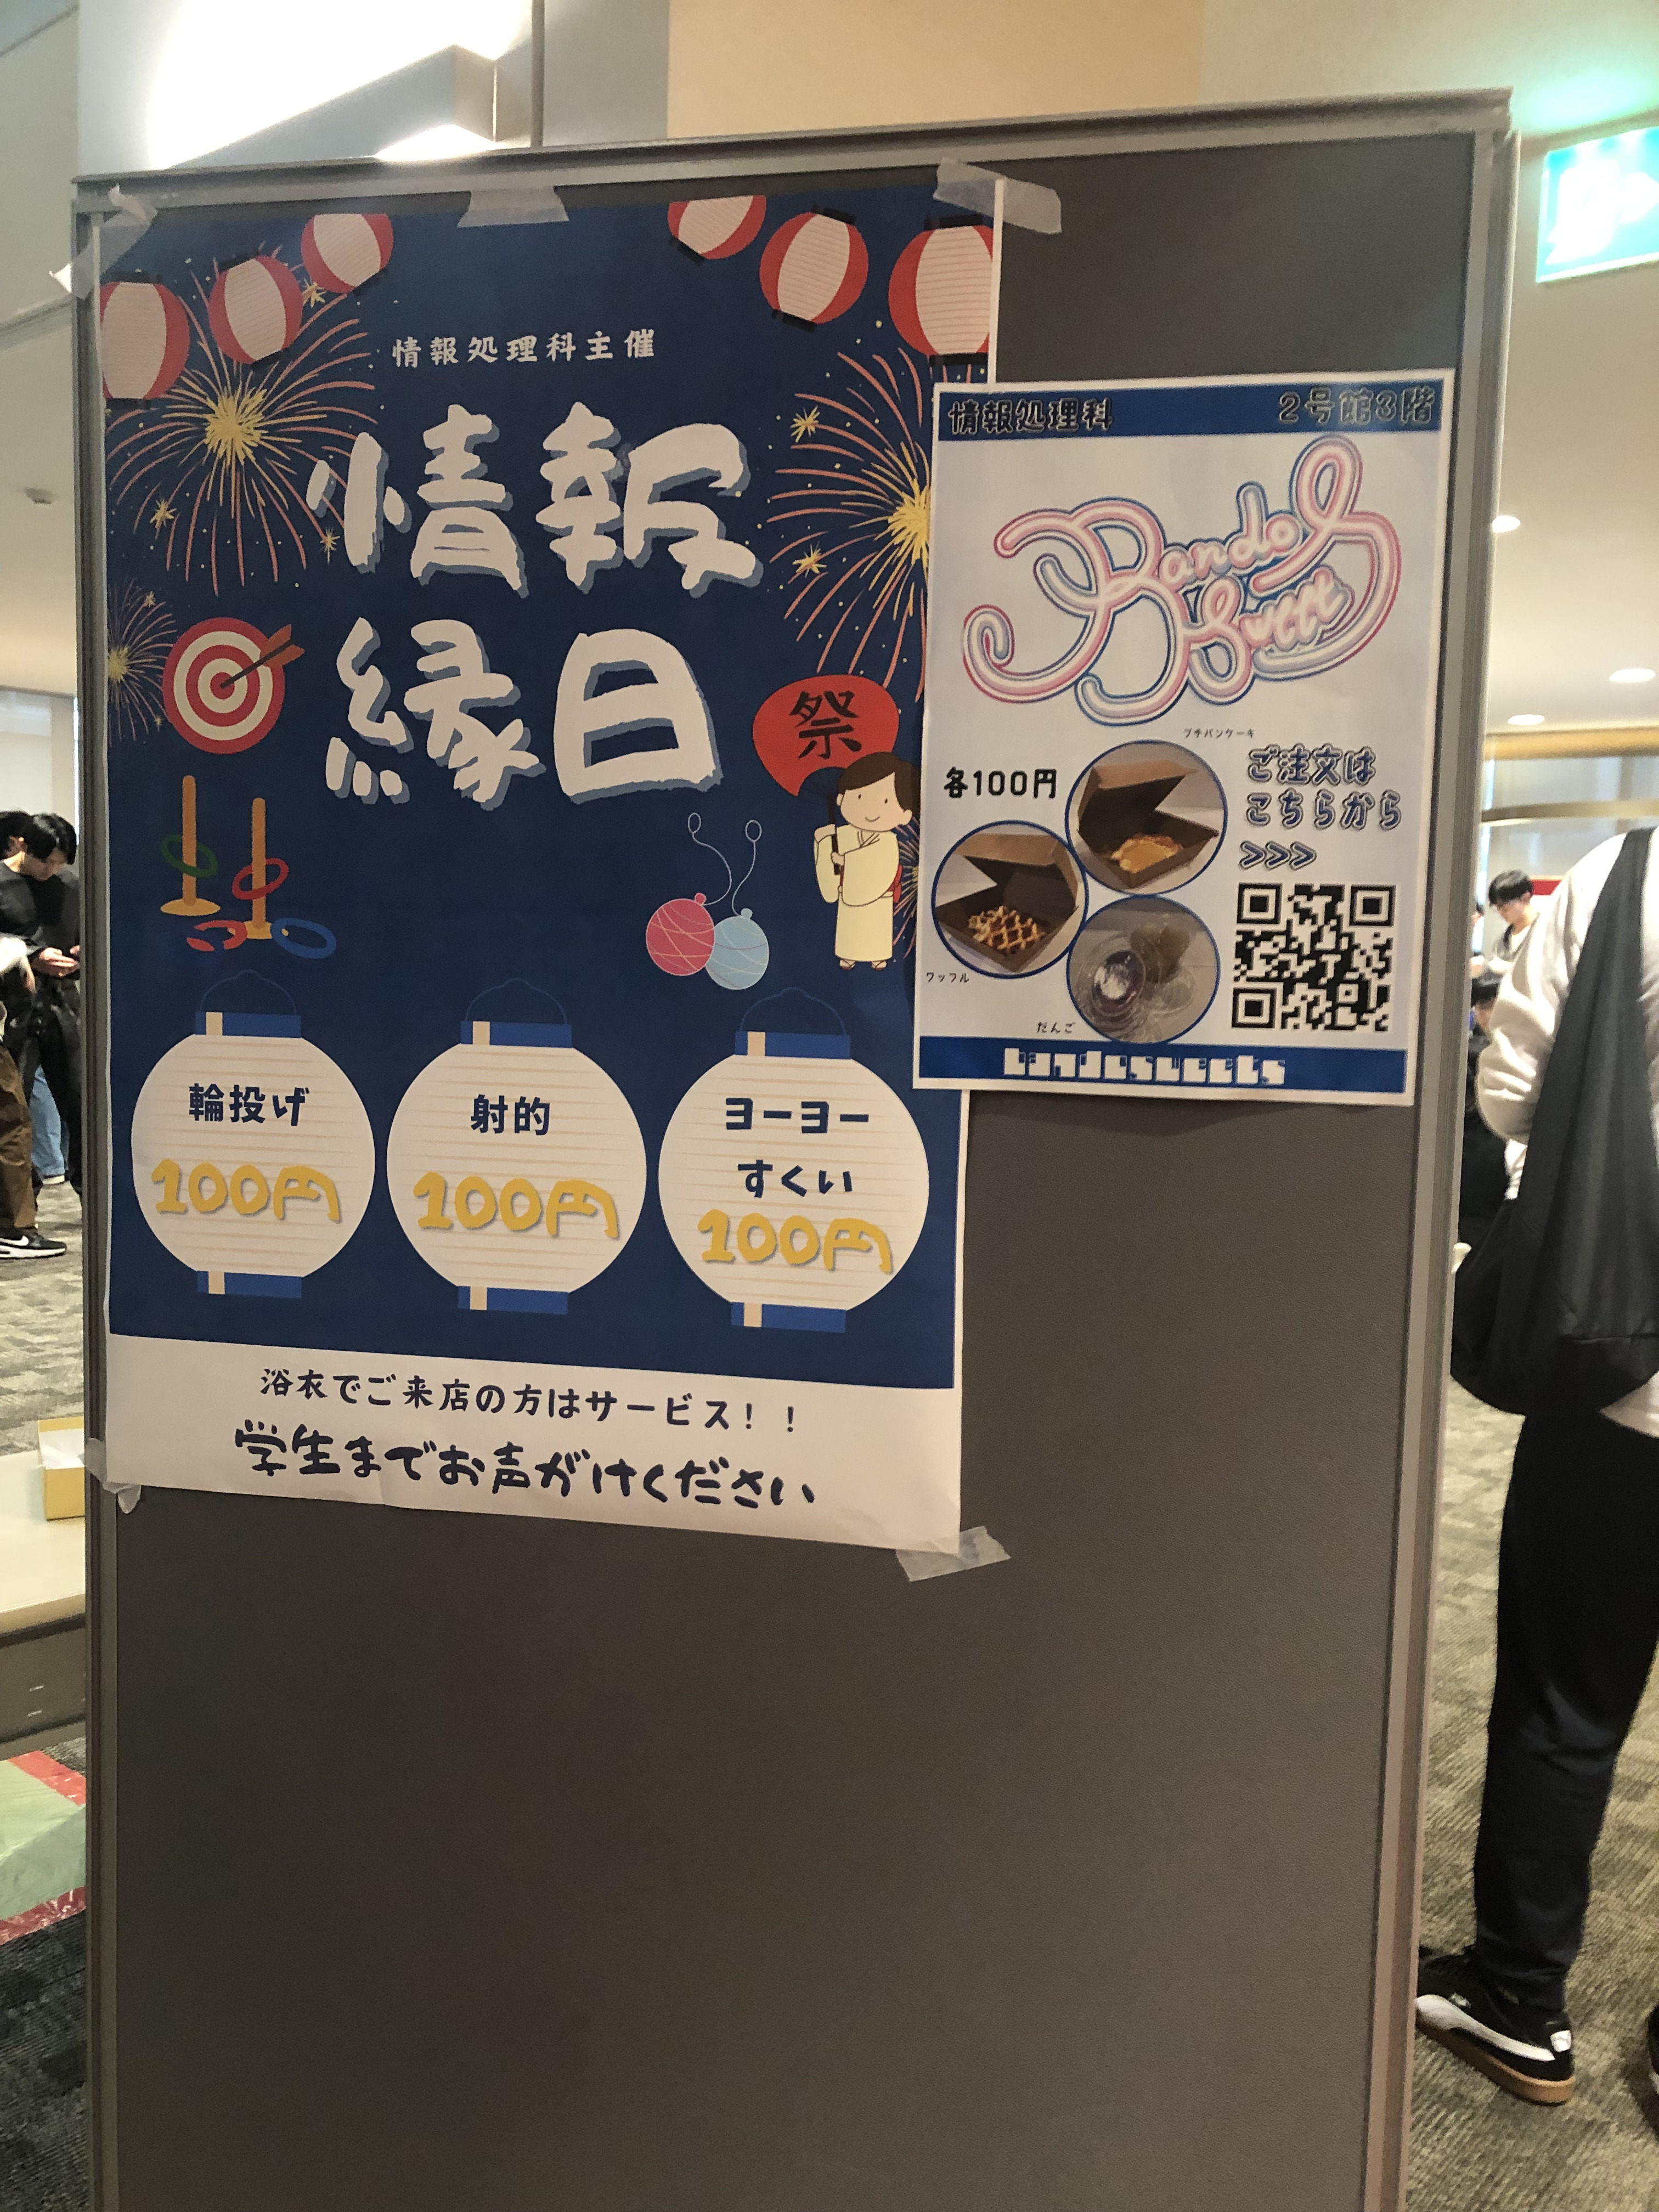 情報処理科主催
情報
縁日
祭
輪投げ
100円
射的
100円
ヨーヨー
すくい
100円
浴衣でご来店の方はサービス！！
学生までお声がけください
情報処理科
2号館3階
Bando
Sweets
プチパンケーキ
各100円
ご注文は
こちらから
>>>
ワッフル
だんご
bandosweets